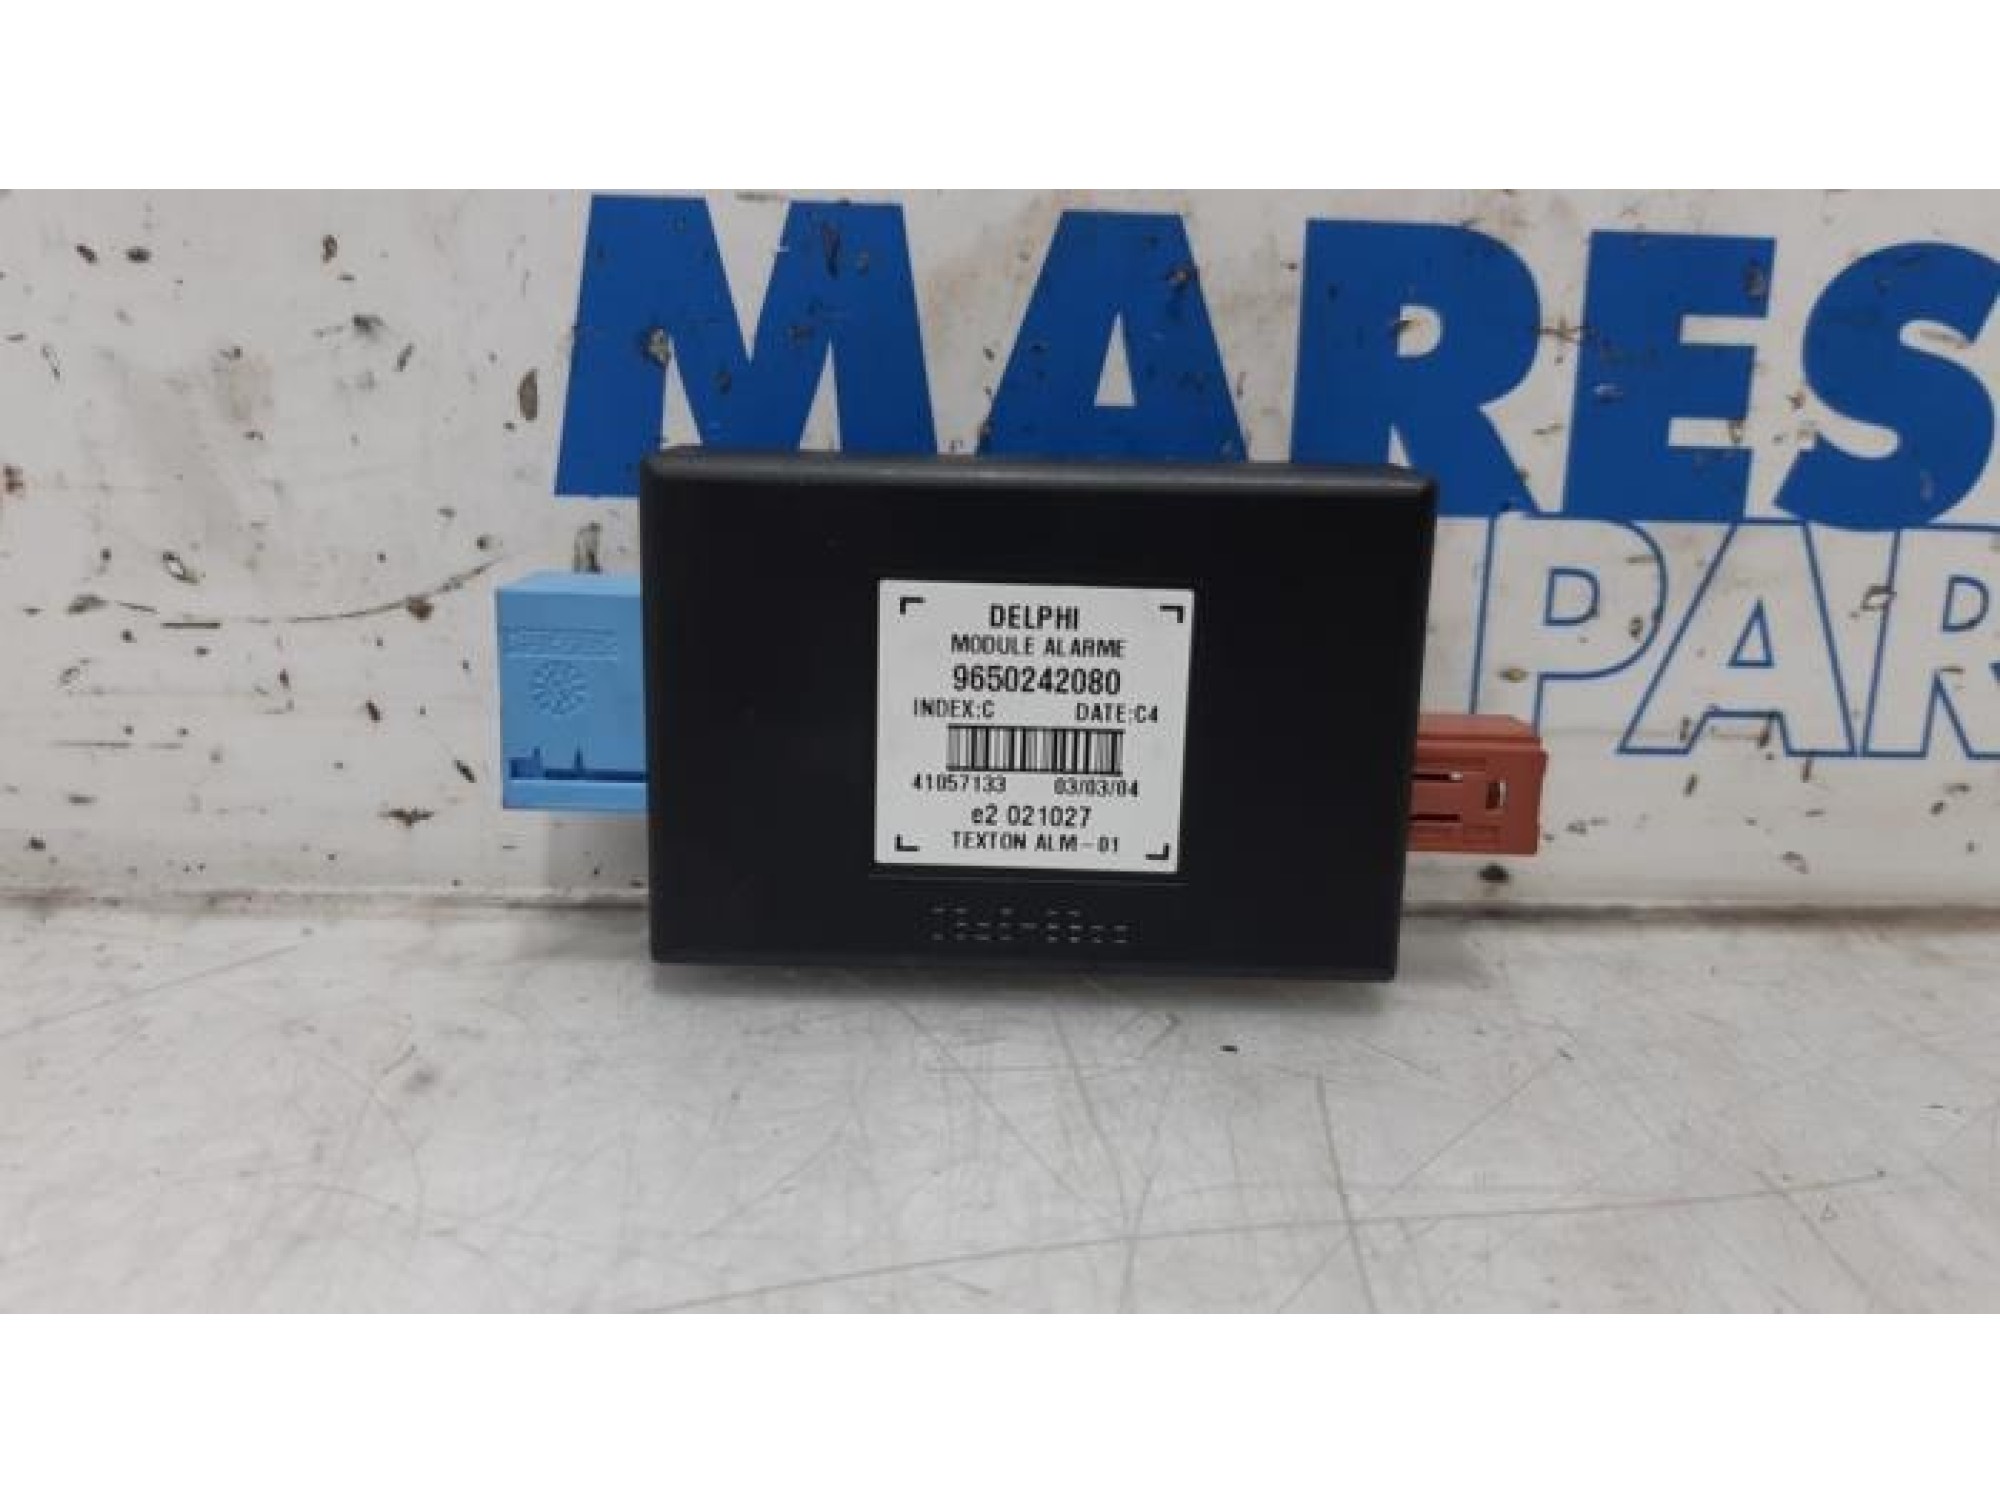 MARES
PAR
DELPHI
MODULE ALARME
9650242080
INDEX:C DATE:C4
41057133 03/03/04
e2 021027
TEXTON ALM-01